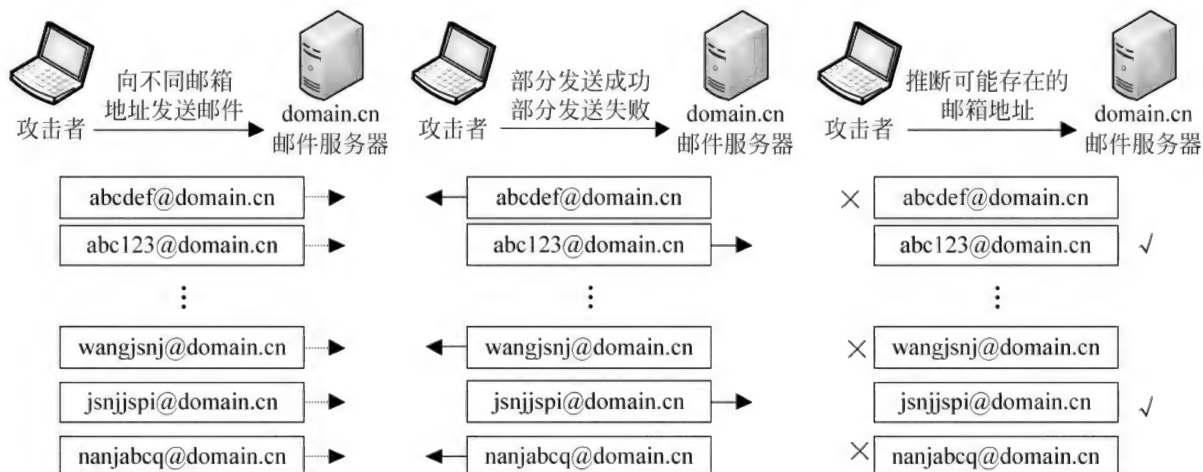 向不同邮箱
地址发送邮件
攻击者
domain.cn
邮件服务器
abcdef@domain.cn
abc123@domain.cn
⋮
wangjsnj@domain.cn
jsnjjspi@domain.cn
nanjabcq@domain.cn
部分发送成功
部分发送失败
攻击者
domain.cn
邮件服务器
abcdef@domain.cn
abc123@domain.cn
⋮
wangjsnj@domain.cn
jsnjjspi@domain.cn
nanjabcq@domain.cn
推断可能存在的
邮箱地址
攻击者
domain.cn
邮件服务器
× abcdef@domain.cn
abc123@domain.cn √
⋮
× wangjsnj@domain.cn
jsnjjspi@domain.cn √
× nanjabcq@domain.cn